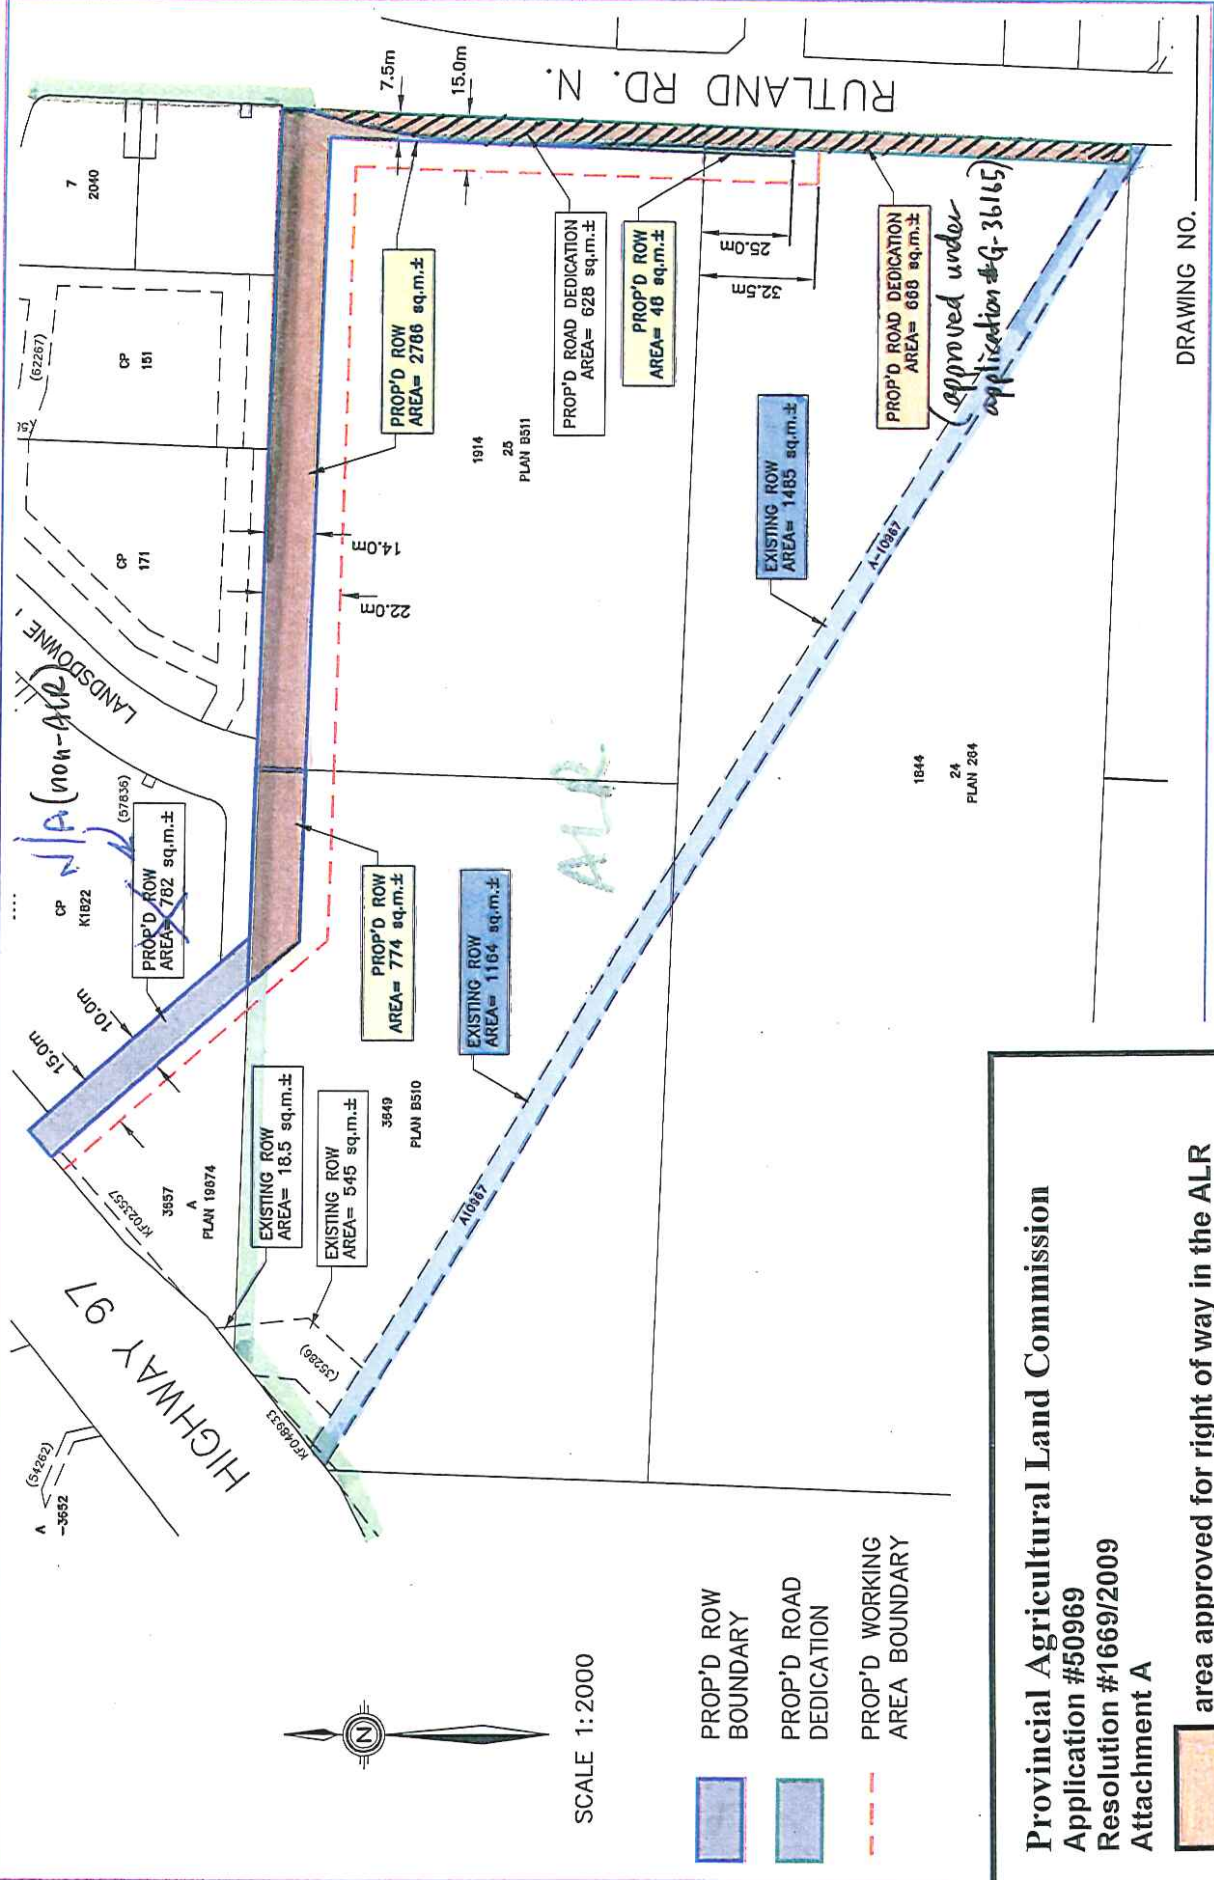 HIGHWAY 97
RUTLAND RD. N.
LANDSDOWNE
A
-3652
(54262)
KF023557
3657
A
PLAN 19674
15.0m
10.0m
CP
K1822
N/A (non-ALR)
PROP'D ROW
AREA= 782 sq.m.±
(57836)
CP
171
CP
151
(62267)
7
2040
7.5m
15.0m
EXISTING ROW
AREA= 18.5 sq.m.±
EXISTING ROW
AREA= 545 sq.m.±
(35286)
KF048933
3649
PLAN B510
PROP'D ROW
AREA= 774 sq.m.±
22.0m
14.0m
PROP'D ROW
AREA= 2786 sq.m.±
1914
25
PLAN B511
PROP'D ROAD DEDICATION
AREA= 628 sq.m.±
PROP'D ROW
AREA= 48 sq.m.±
25.0m
32.5m
ALR
EXISTING ROW
AREA= 1164 sq.m.±
A10967
EXISTING ROW
AREA= 1485 sq.m.±
A-10967
PROP'D ROAD DEDICATION
AREA= 668 sq.m.±
(approved under
application #G-36165)
1844
24
PLAN 264
N
SCALE 1:2000
PROP'D ROW
BOUNDARY
PROP'D ROAD
DEDICATION
PROP'D WORKING
AREA BOUNDARY
DRAWING NO.
Provincial Agricultural Land Commission
Application #50969
Resolution #1669/2009
Attachment A
area approved for right of way in the ALR